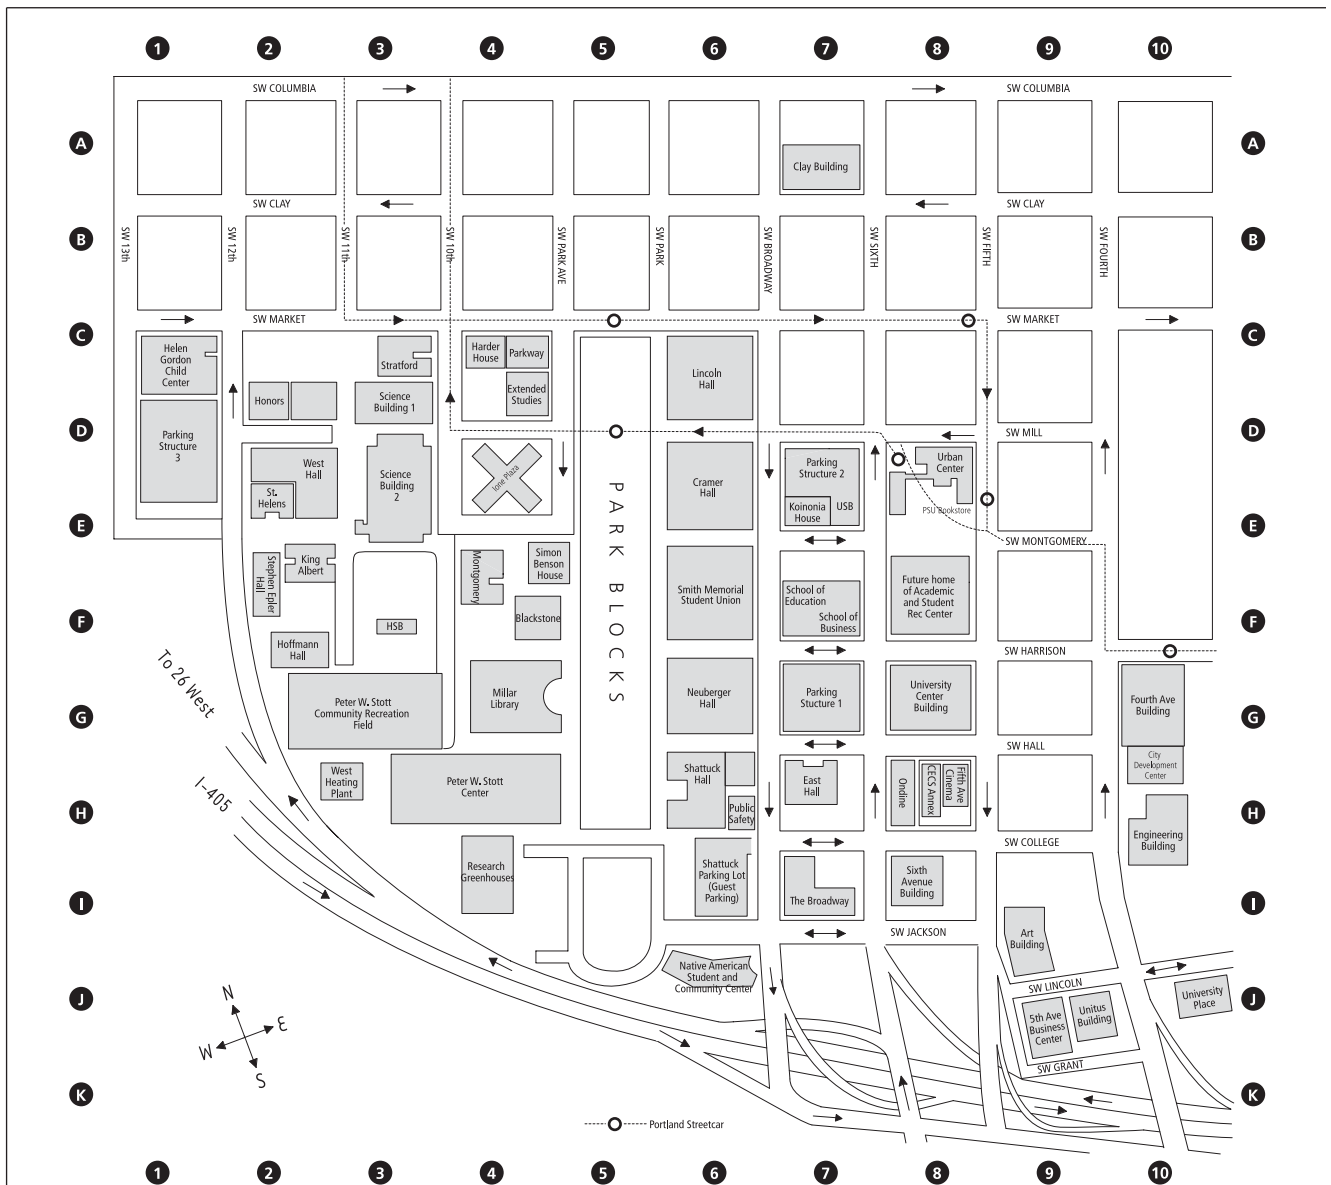 1 2 3 4 5 6 7 8 9 10
SW COLUMBIA
SW COLUMBIA
A
A
Clay Building
SW CLAY
SW CLAY
B
B
SW 13th
SW 12th
SW 11th
SW 10th
SW PARK AVE
SW PARK
SW BROADWAY
SW SIXTH
SW FIFTH
SW FOURTH
SW MARKET
SW MARKET
C
C
Helen
Gordon
Child
Center
Stratford
Harder
House
Parkway
Extended
Studies
Lincoln
Hall
Honors
Science
Building 1
D
D
SW MILL
Parking
Structure
3
West
Hall
St.
Helens
Science
Building
2
Ione Plaza
PARK BLOCKS
Cramer
Hall
Parking
Structure 2
Koinonia
House
USB
Urban
Center
PSU Bookstore
E
E
SW MONTGOMERY
Stephen Epler
Hall
King
Albert
Montgomery
Simon
Benson
House
Smith Memorial
Student Union
School of
Education
School of
Business
Future home
of Academic
and Student
Rec Center
F
F
HSB
Blackstone
Hoffmann
Hall
SW HARRISON
To 26 West
G
G
Peter W. Stott
Community Recreation
Field
Millar
Library
Neuberger
Hall
Parking
Stucture 1
University
Center
Building
Fourth Ave
Building
SW HALL
City
Development
Center
I-405
West
Heating
Plant
Peter W. Stott
Center
Shattuck
Hall
Public
Safety
East
Hall
Ondine
CECS Annex
Fifth Ave
Cinema
H
H
Engineering
Building
SW COLLEGE
Research
Greenhouses
Shattuck
Parking Lot
(Guest
Parking)
The Broadway
Sixth
Avenue
Building
I
I
SW JACKSON
Art
Building
Native American
Student and
Community Center
SW LINCOLN
J
J
University
Place
5th Ave
Business
Center
Unitus
Building
N
E
W
S
SW GRANT
K
K
Portland Streetcar
1 2 3 4 5 6 7 8 9 10